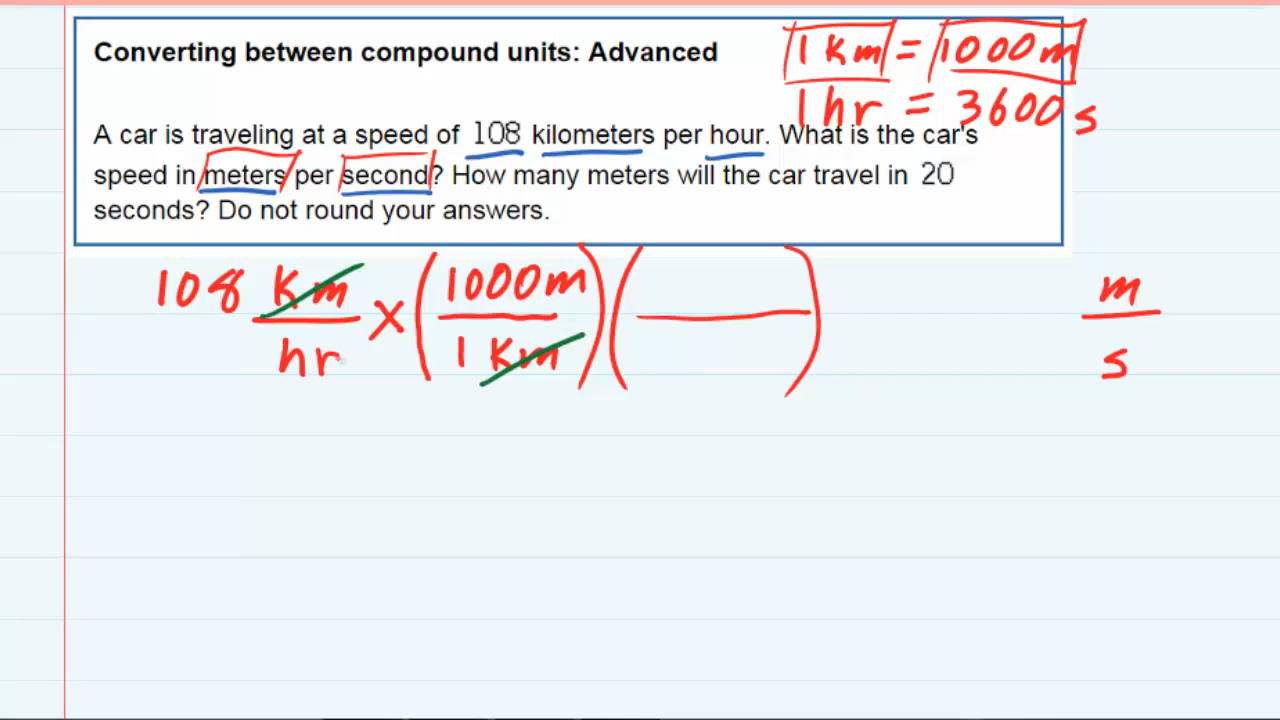 Converting between compound units: Advanced
1 Km = 1000 m
1 hr = 3600 s
A car is traveling at a speed of 108 kilometers per hour. What is the car's
speed in meters per second? How many meters will the car travel in 20
seconds? Do not round your answers.
108 Km/hr × (1000 m/1 Km) (   /   ) m/s